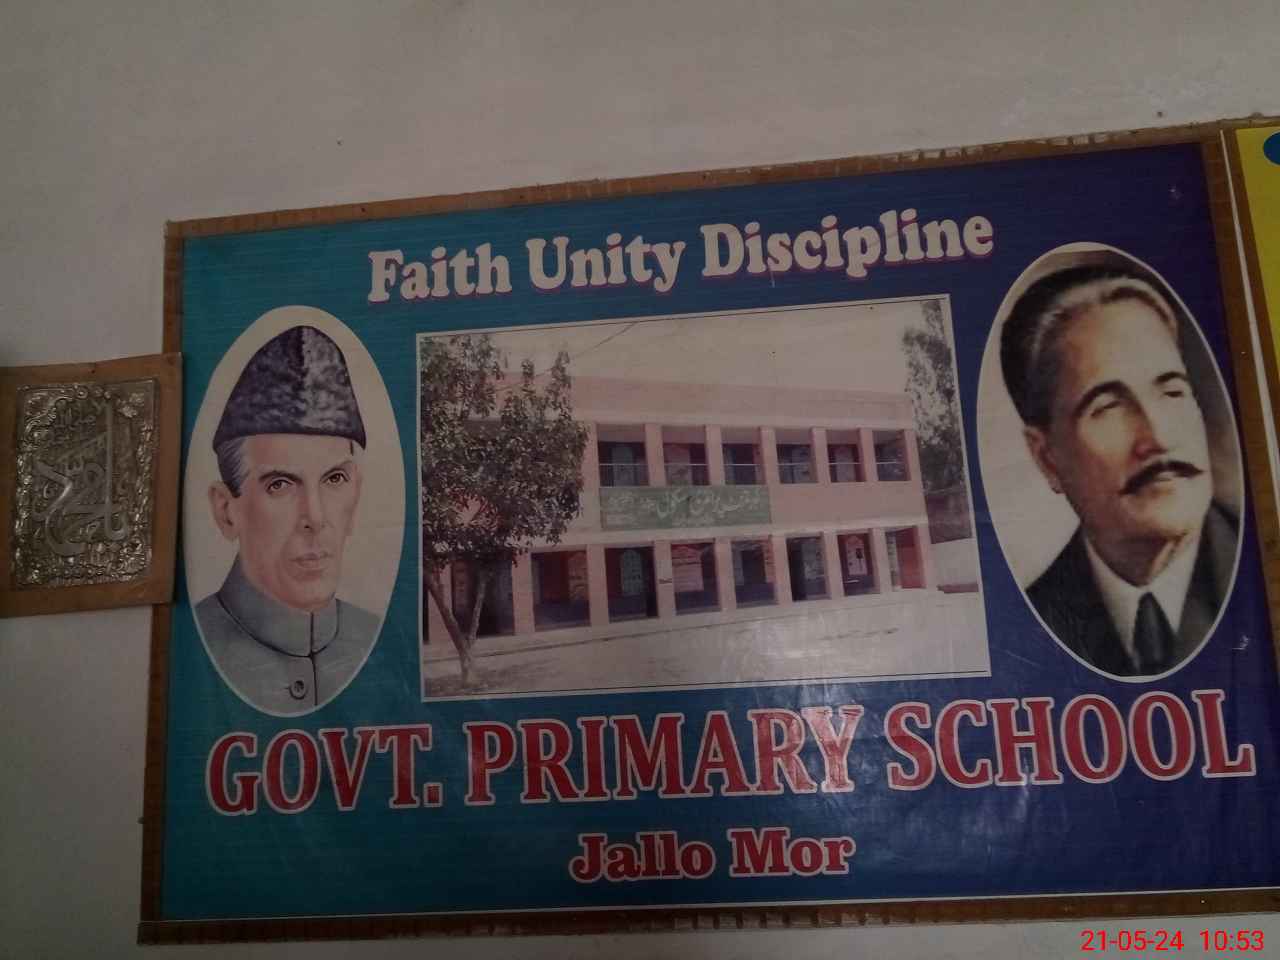 Faith Unity Discipline
GOVT. PRIMARY SCHOOL
Jallo Mor
21-05-24 10:53